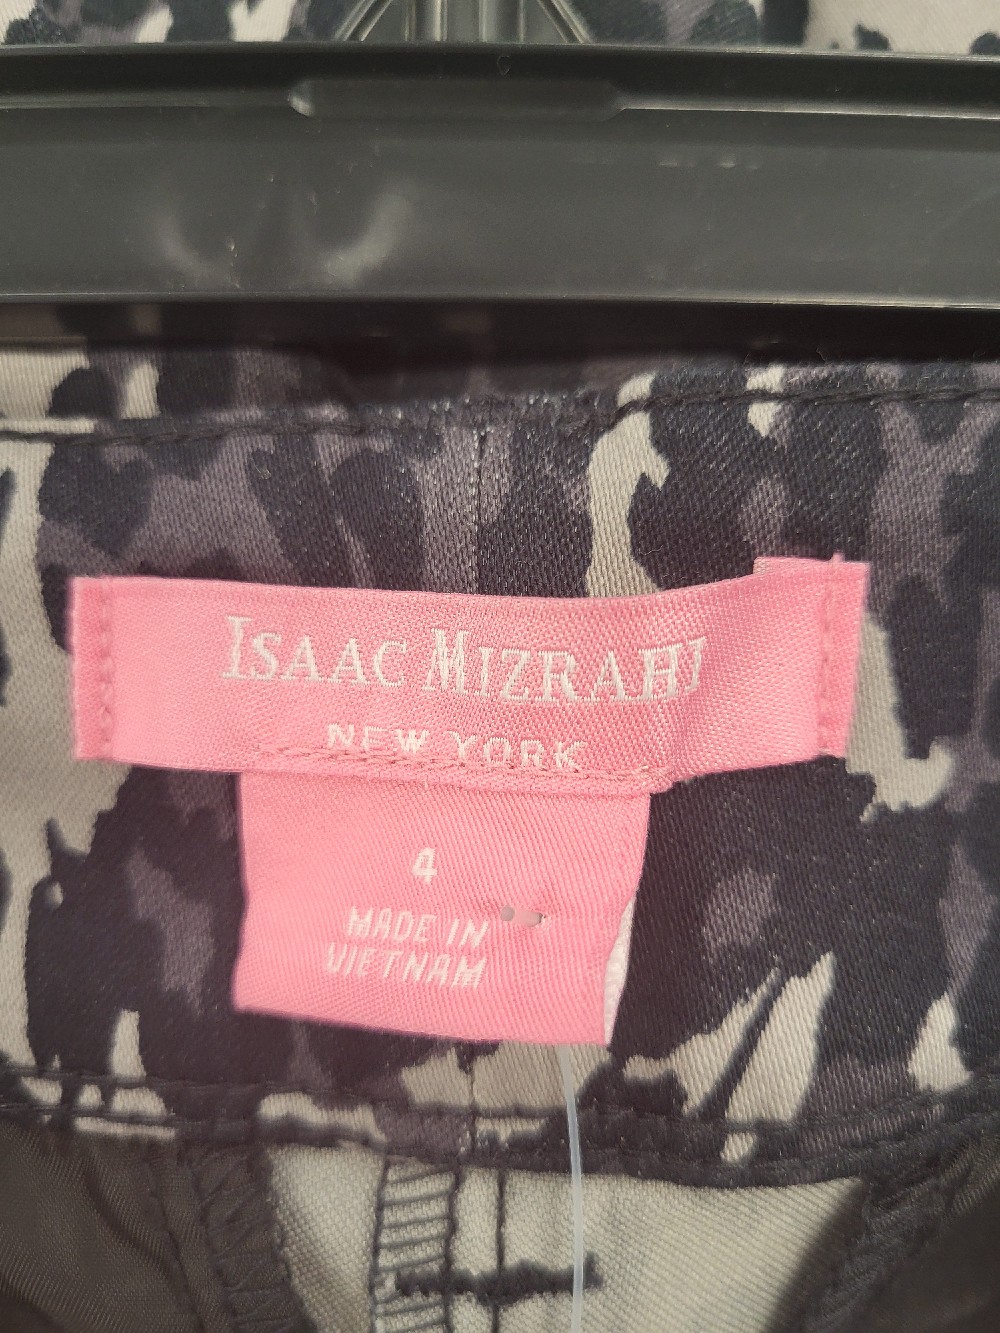 ISAAC MIZRAHI
NEW YORK
4
MADE IN
VIETNAM